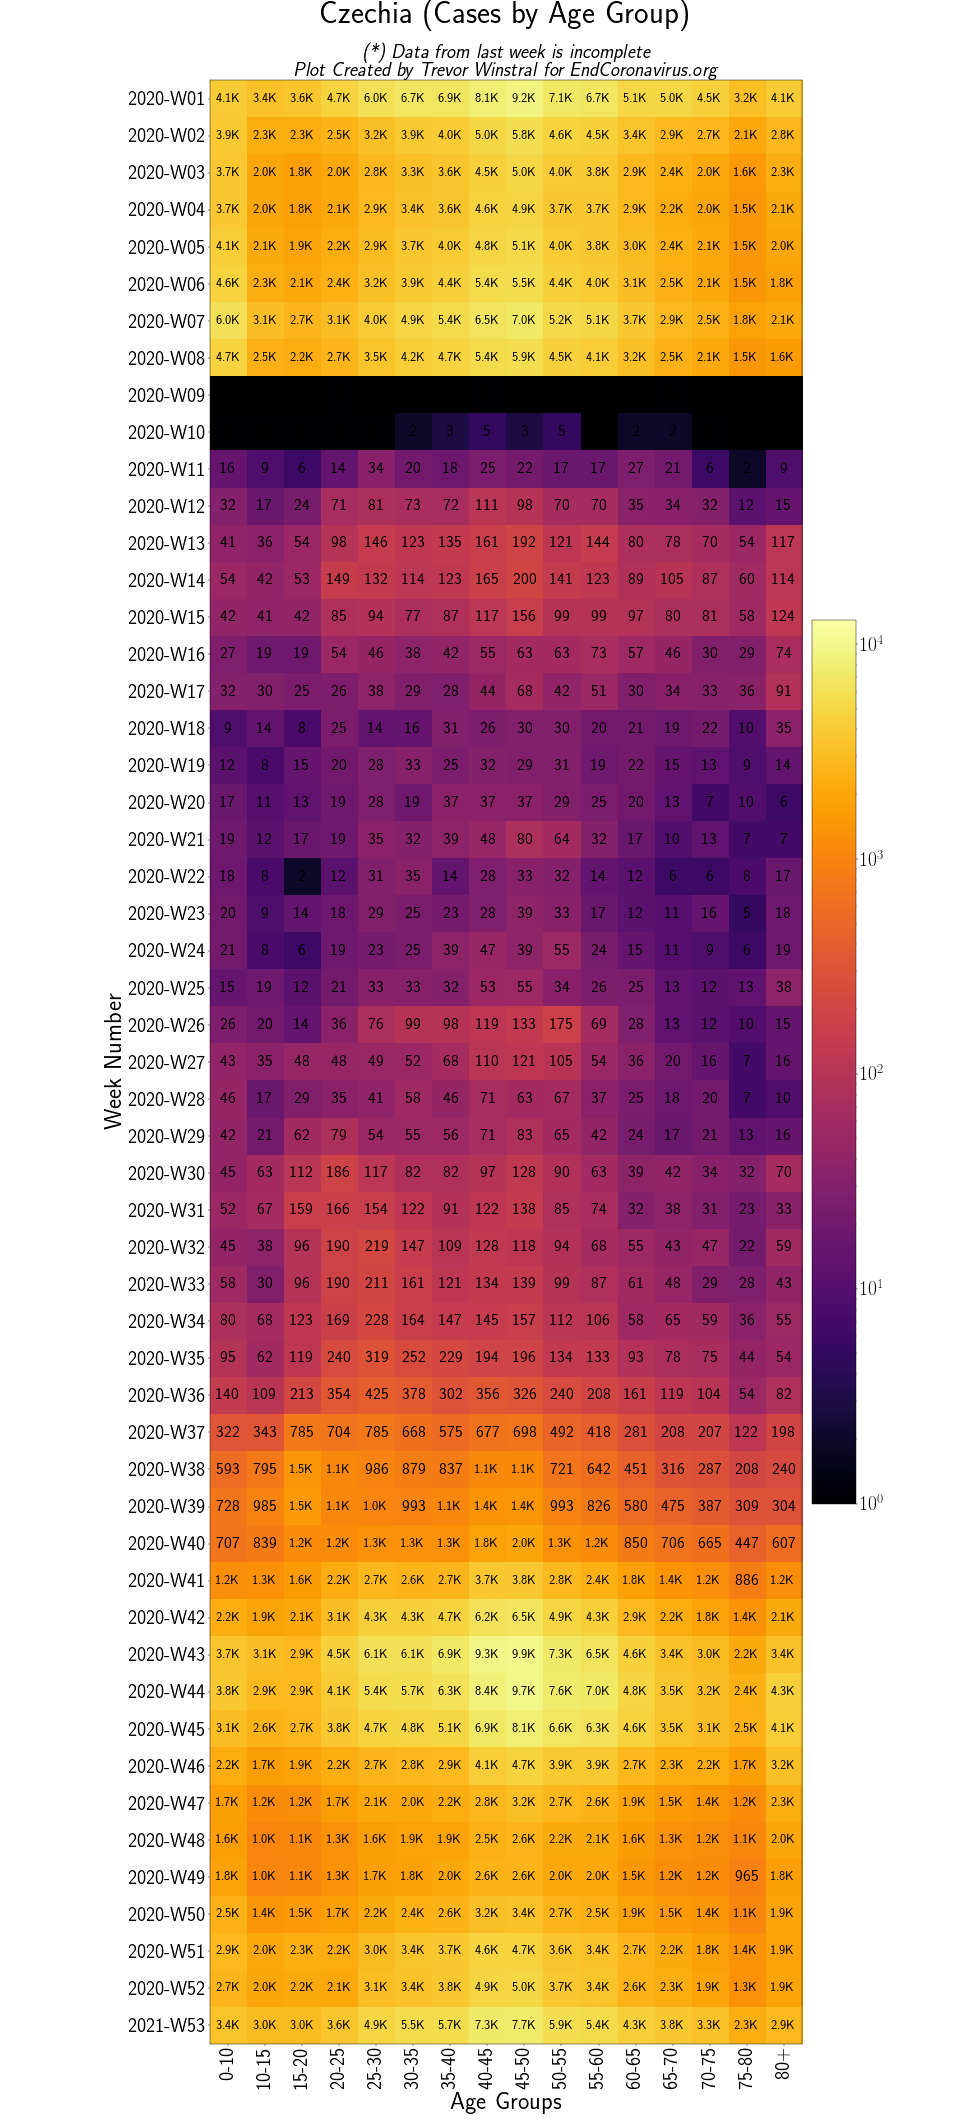 Czechia (Cases by Age Group)
(*) Data from last week is incomplete
Plot Created by Trevor Winstral for EndCoronavirus.org
2020-W01 4.1K 3.4K 3.6K 4.7K 6.0K 6.7K 6.9K 8.1K 9.2K 7.1K 6.7K 5.1K 5.0K 4.5K 3.2K 4.1K
2020-W02 3.9K 2.3K 2.3K 2.5K 3.2K 3.9K 4.0K 5.0K 5.8K 4.6K 4.5K 3.4K 2.9K 2.7K 2.1K 2.8K
2020-W03 3.7K 2.0K 1.8K 2.0K 2.8K 3.3K 3.6K 4.5K 5.0K 4.0K 3.8K 2.9K 2.4K 2.0K 1.6K 2.3K
2020-W04 3.7K 2.0K 1.8K 2.1K 2.9K 3.4K 3.6K 4.6K 4.9K 3.7K 3.7K 2.9K 2.2K 2.0K 1.5K 2.1K
2020-W05 4.1K 2.1K 1.9K 2.2K 2.9K 3.7K 4.0K 4.8K 5.1K 4.0K 3.8K 3.0K 2.4K 2.1K 1.5K 2.0K
2020-W06 4.6K 2.3K 2.1K 2.4K 3.2K 3.9K 4.4K 5.4K 5.5K 4.4K 4.0K 3.1K 2.5K 2.1K 1.5K 1.8K
2020-W07 6.0K 3.1K 2.7K 3.1K 4.0K 4.9K 5.4K 6.5K 7.0K 5.2K 5.1K 3.7K 2.9K 2.5K 1.8K 2.1K
2020-W08 4.7K 2.5K 2.2K 2.7K 3.5K 4.2K 4.7K 5.4K 5.9K 4.5K 4.1K 3.2K 2.5K 2.1K 1.5K 1.6K
2020-W09
2020-W10 2 3 5 3 5 2 2
2020-W11 16 9 6 14 34 20 18 25 22 17 17 27 21 6 2 9
2020-W12 32 17 24 71 81 73 72 111 98 70 70 35 34 32 12 15
2020-W13 41 36 54 98 146 123 135 161 192 121 144 80 78 70 54 117
2020-W14 54 42 53 149 132 114 123 165 200 141 123 89 105 87 60 114
2020-W15 42 41 42 85 94 77 87 117 156 99 99 97 80 81 58 124
2020-W16 27 19 19 54 46 38 42 55 63 63 73 57 46 30 29 74
2020-W17 32 30 25 26 38 29 28 44 68 42 51 30 34 33 36 91
2020-W18 9 14 8 25 14 16 31 26 30 30 20 21 19 22 10 35
2020-W19 12 8 15 20 28 33 25 32 29 31 19 22 15 13 9 14
2020-W20 17 11 13 19 28 19 37 37 37 29 25 20 13 7 10 6
2020-W21 19 12 17 19 35 32 39 48 80 64 32 17 10 13 7 7
2020-W22 18 8 2 12 31 35 14 28 33 32 14 12 6 6 8 17
2020-W23 20 9 14 18 29 25 23 28 39 33 17 12 11 16 5 18
2020-W24 21 8 6 19 23 25 39 47 39 55 24 15 11 9 6 19
2020-W25 15 19 12 21 33 33 32 53 55 34 26 25 13 12 13 38
2020-W26 26 20 14 36 76 99 98 119 133 175 69 28 13 12 10 15
2020-W27 43 35 48 48 49 52 68 110 121 105 54 36 20 16 7 16
2020-W28 46 17 29 35 41 58 46 71 63 67 37 25 18 20 7 10
2020-W29 42 21 62 79 54 55 56 71 83 65 42 24 17 21 13 16
2020-W30 45 63 112 186 117 82 82 97 128 90 63 39 42 34 32 70
2020-W31 52 67 159 166 154 122 91 122 138 85 74 32 38 31 23 33
2020-W32 45 38 96 190 219 147 109 128 118 94 68 55 43 47 22 59
2020-W33 58 30 96 190 211 161 121 134 139 99 87 61 48 29 28 43
2020-W34 80 68 123 169 228 164 147 145 157 112 106 58 65 59 36 55
2020-W35 95 62 119 240 319 252 229 194 196 134 133 93 78 75 44 54
2020-W36 140 109 213 354 425 378 302 356 326 240 208 161 119 104 54 82
2020-W37 322 343 785 704 785 668 575 677 698 492 418 281 208 207 122 198
2020-W38 593 795 1.5K 1.1K 986 879 837 1.1K 1.1K 721 642 451 316 287 208 240
2020-W39 728 985 1.5K 1.1K 1.0K 993 1.1K 1.4K 1.4K 993 826 580 475 387 309 304
2020-W40 707 839 1.2K 1.2K 1.3K 1.3K 1.3K 1.8K 2.0K 1.3K 1.2K 850 706 665 447 607
2020-W41 1.2K 1.3K 1.6K 2.2K 2.7K 2.6K 2.7K 3.7K 3.8K 2.8K 2.4K 1.8K 1.4K 1.2K 886 1.2K
2020-W42 2.2K 1.9K 2.1K 3.1K 4.3K 4.3K 4.7K 6.2K 6.5K 4.9K 4.3K 2.9K 2.2K 1.8K 1.4K 2.1K
2020-W43 3.7K 3.1K 2.9K 4.5K 6.1K 6.1K 6.9K 9.3K 9.9K 7.3K 6.5K 4.6K 3.4K 3.0K 2.2K 3.4K
2020-W44 3.8K 2.9K 2.9K 4.1K 5.4K 5.7K 6.3K 8.4K 9.7K 7.6K 7.0K 4.8K 3.5K 3.2K 2.4K 4.3K
2020-W45 3.1K 2.6K 2.7K 3.8K 4.7K 4.8K 5.1K 6.9K 8.1K 6.6K 6.3K 4.6K 3.5K 3.1K 2.5K 4.1K
2020-W46 2.2K 1.7K 1.9K 2.2K 2.7K 2.8K 2.9K 4.1K 4.7K 3.9K 3.9K 2.7K 2.3K 2.2K 1.7K 3.2K
2020-W47 1.7K 1.2K 1.2K 1.7K 2.1K 2.0K 2.2K 2.8K 3.2K 2.7K 2.6K 1.9K 1.5K 1.4K 1.2K 2.3K
2020-W48 1.6K 1.0K 1.1K 1.3K 1.6K 1.9K 1.9K 2.5K 2.6K 2.2K 2.1K 1.6K 1.3K 1.2K 1.1K 2.0K
2020-W49 1.8K 1.0K 1.1K 1.3K 1.7K 1.8K 2.0K 2.6K 2.6K 2.0K 2.0K 1.5K 1.2K 1.2K 965 1.8K
2020-W50 2.5K 1.4K 1.5K 1.7K 2.2K 2.4K 2.6K 3.2K 3.4K 2.7K 2.5K 1.9K 1.5K 1.4K 1.1K 1.9K
2020-W51 2.9K 2.0K 2.3K 2.2K 3.0K 3.4K 3.7K 4.6K 4.7K 3.6K 3.4K 2.7K 2.2K 1.8K 1.4K 1.9K
2020-W52 2.7K 2.0K 2.2K 2.1K 3.1K 3.4K 3.8K 4.9K 5.0K 3.7K 3.4K 2.6K 2.3K 1.9K 1.3K 1.9K
2021-W53 3.4K 3.0K 3.0K 3.6K 4.9K 5.5K 5.7K 7.3K 7.7K 5.9K 5.4K 4.3K 3.8K 3.3K 2.3K 2.9K
0-10 10-15 15-20 20-25 25-30 30-35 35-40 40-45 45-50 50-55 55-60 60-65 65-70 70-75 75-80 80+
Age Groups
Week Number
10⁴
10³
10²
10¹
10⁰